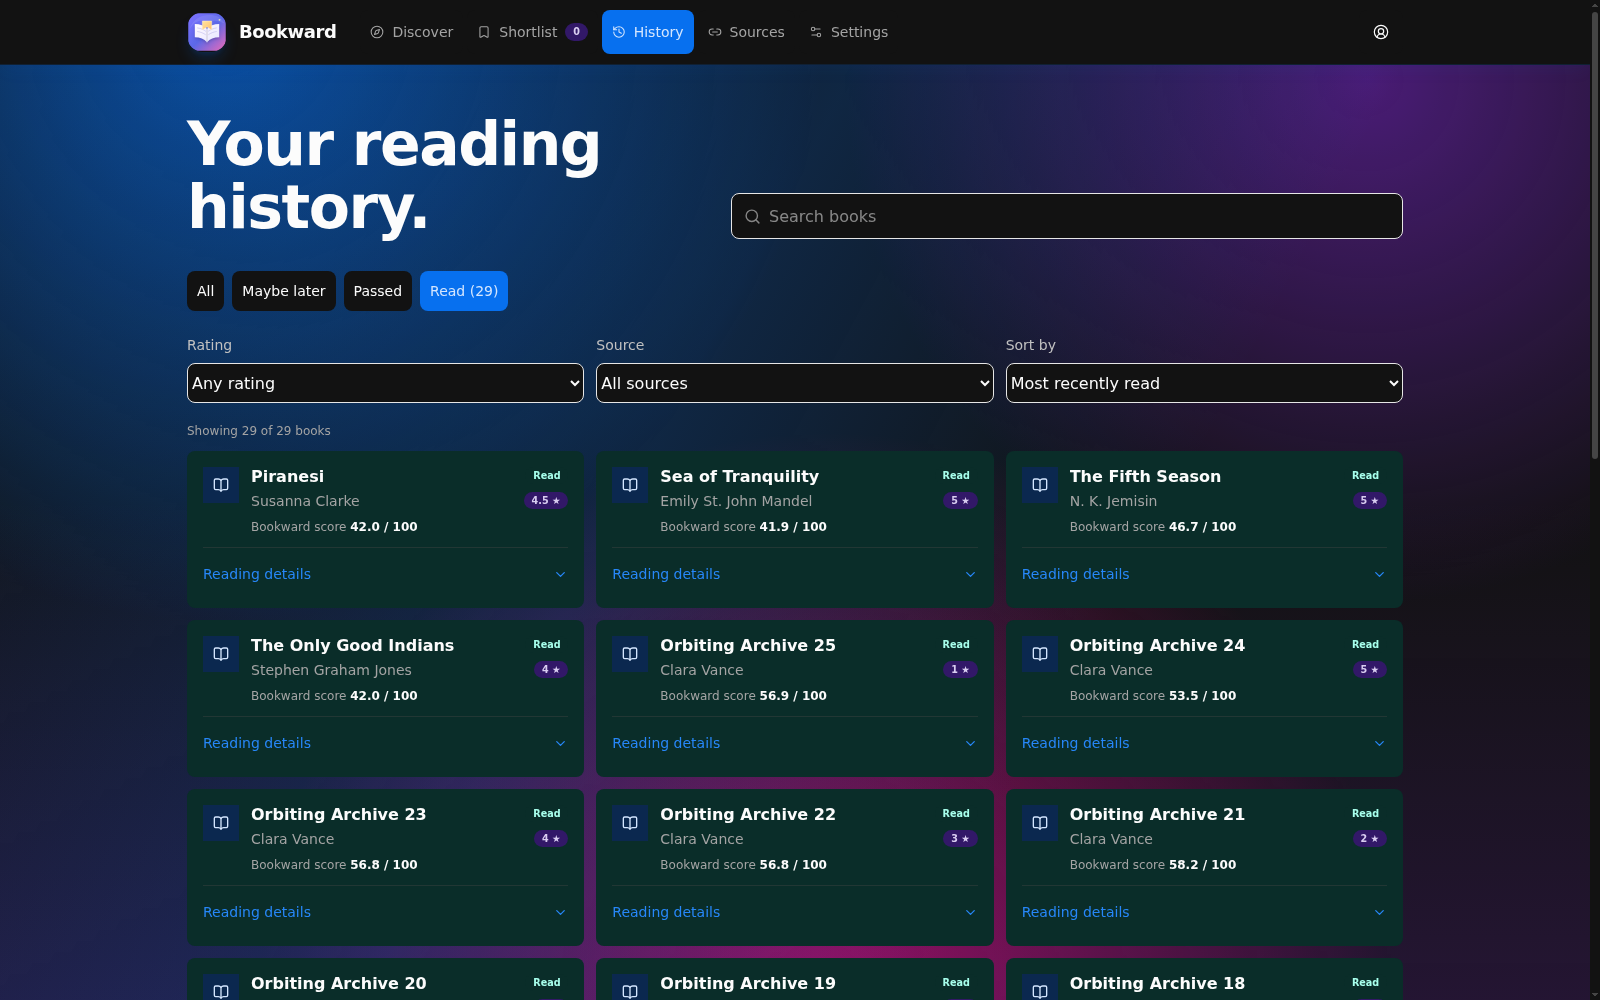 Bookward
Discover
Shortlist 0
History
Sources
Settings
Your reading
history.
Search books
All
Maybe later
Passed
Read (29)
Rating
Source
Sort by
Any rating
All sources
Most recently read
Showing 29 of 29 books
Piranesi
Read
Susanna Clarke
4.5 ★
Bookward score 42.0 / 100
Reading details
Sea of Tranquility
Read
Emily St. John Mandel
5 ★
Bookward score 41.9 / 100
Reading details
The Fifth Season
Read
N. K. Jemisin
5 ★
Bookward score 46.7 / 100
Reading details
The Only Good Indians
Read
Stephen Graham Jones
4 ★
Bookward score 42.0 / 100
Reading details
Orbiting Archive 25
Read
Clara Vance
1 ★
Bookward score 56.9 / 100
Reading details
Orbiting Archive 24
Read
Clara Vance
5 ★
Bookward score 53.5 / 100
Reading details
Orbiting Archive 23
Read
Clara Vance
4 ★
Bookward score 56.8 / 100
Reading details
Orbiting Archive 22
Read
Clara Vance
3 ★
Bookward score 56.8 / 100
Reading details
Orbiting Archive 21
Read
Clara Vance
2 ★
Bookward score 58.2 / 100
Reading details
Orbiting Archive 20
Read
Orbiting Archive 19
Read
Orbiting Archive 18
Read